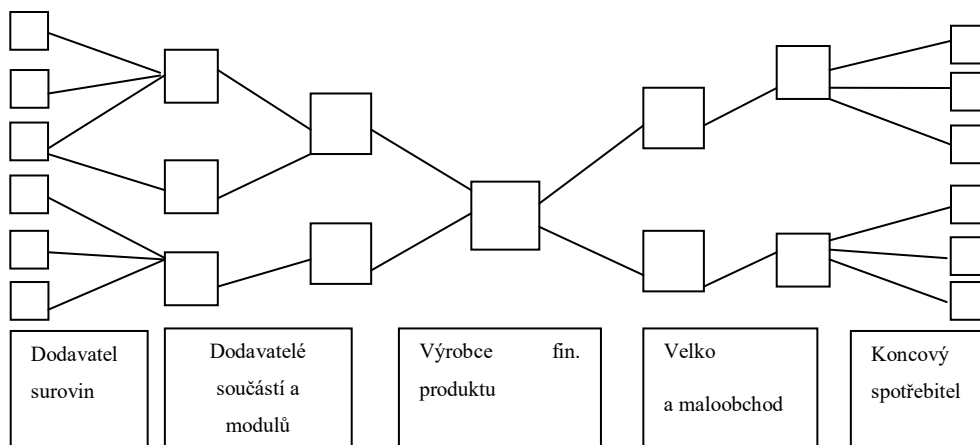 Dodavatel
surovin
Dodavatelé
součástí a
modulů
Výrobce fin.
produktu
Velko
a maloobchod
Koncový
spotřebitel